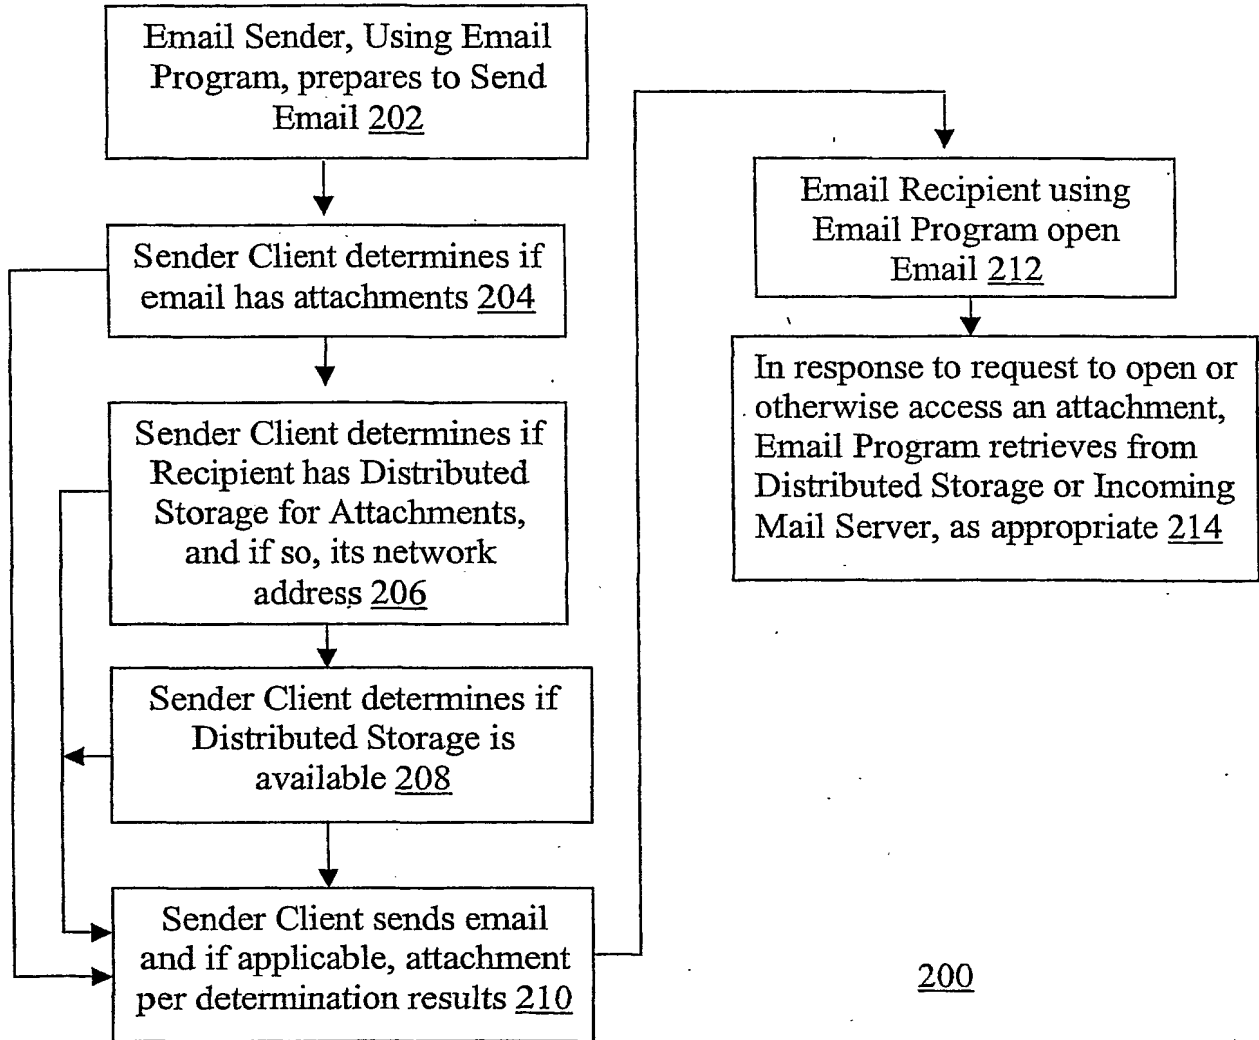 Email Sender, Using Email
Program, prepares to Send
Email 202
Sender Client determines if
email has attachments 204
Sender Client determines if
Recipient has Distributed
Storage for Attachments,
and if so, its network
address 206
Sender Client determines if
Distributed Storage is
available 208
Sender Client sends email
and if applicable, attachment
per determination results 210
Email Recipient using
Email Program open
Email 212
In response to request to open or
otherwise access an attachment,
Email Program retrieves from
Distributed Storage or Incoming
Mail Server, as appropriate 214
200